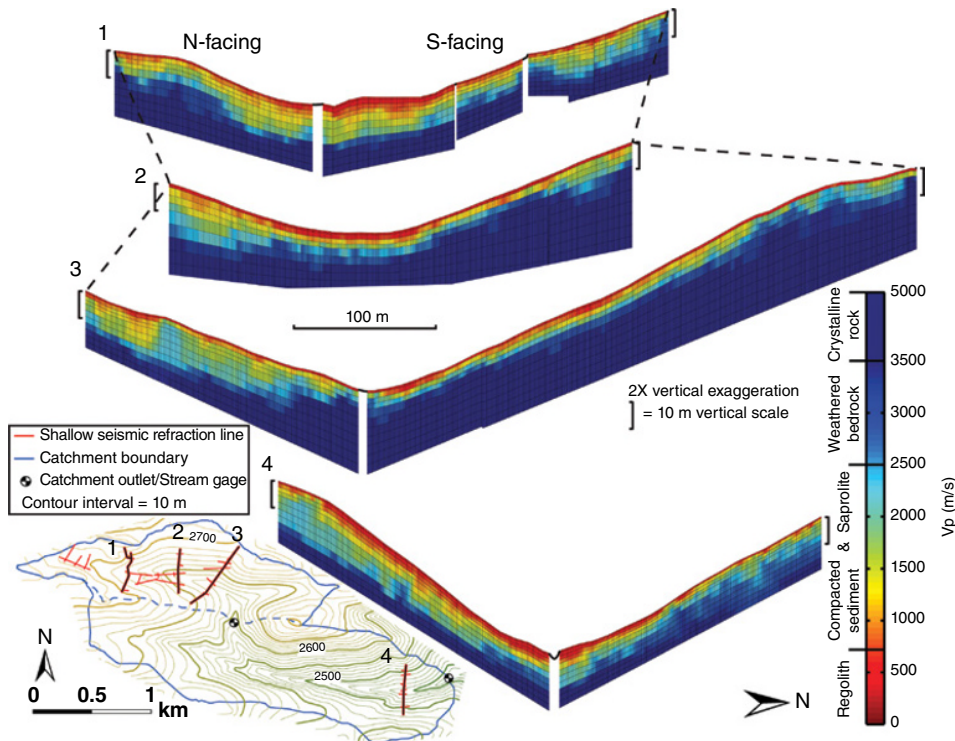 1
N-facing
S-facing
2
3
100 m
2X vertical exaggeration
= 10 m vertical scale
Shallow seismic refraction line
Catchment boundary
Catchment outlet/Stream gage
Contour interval = 10 m
4
1
2
3
2700
2600
2500
4
N
0 0.5 1
km
N
5000
3500
3000
2500
2000
1500
1000
500
0
Vp (m/s)
Crystalline
rock
Weathered
bedrock
Compacted & Saprolite
sediment
Regolith